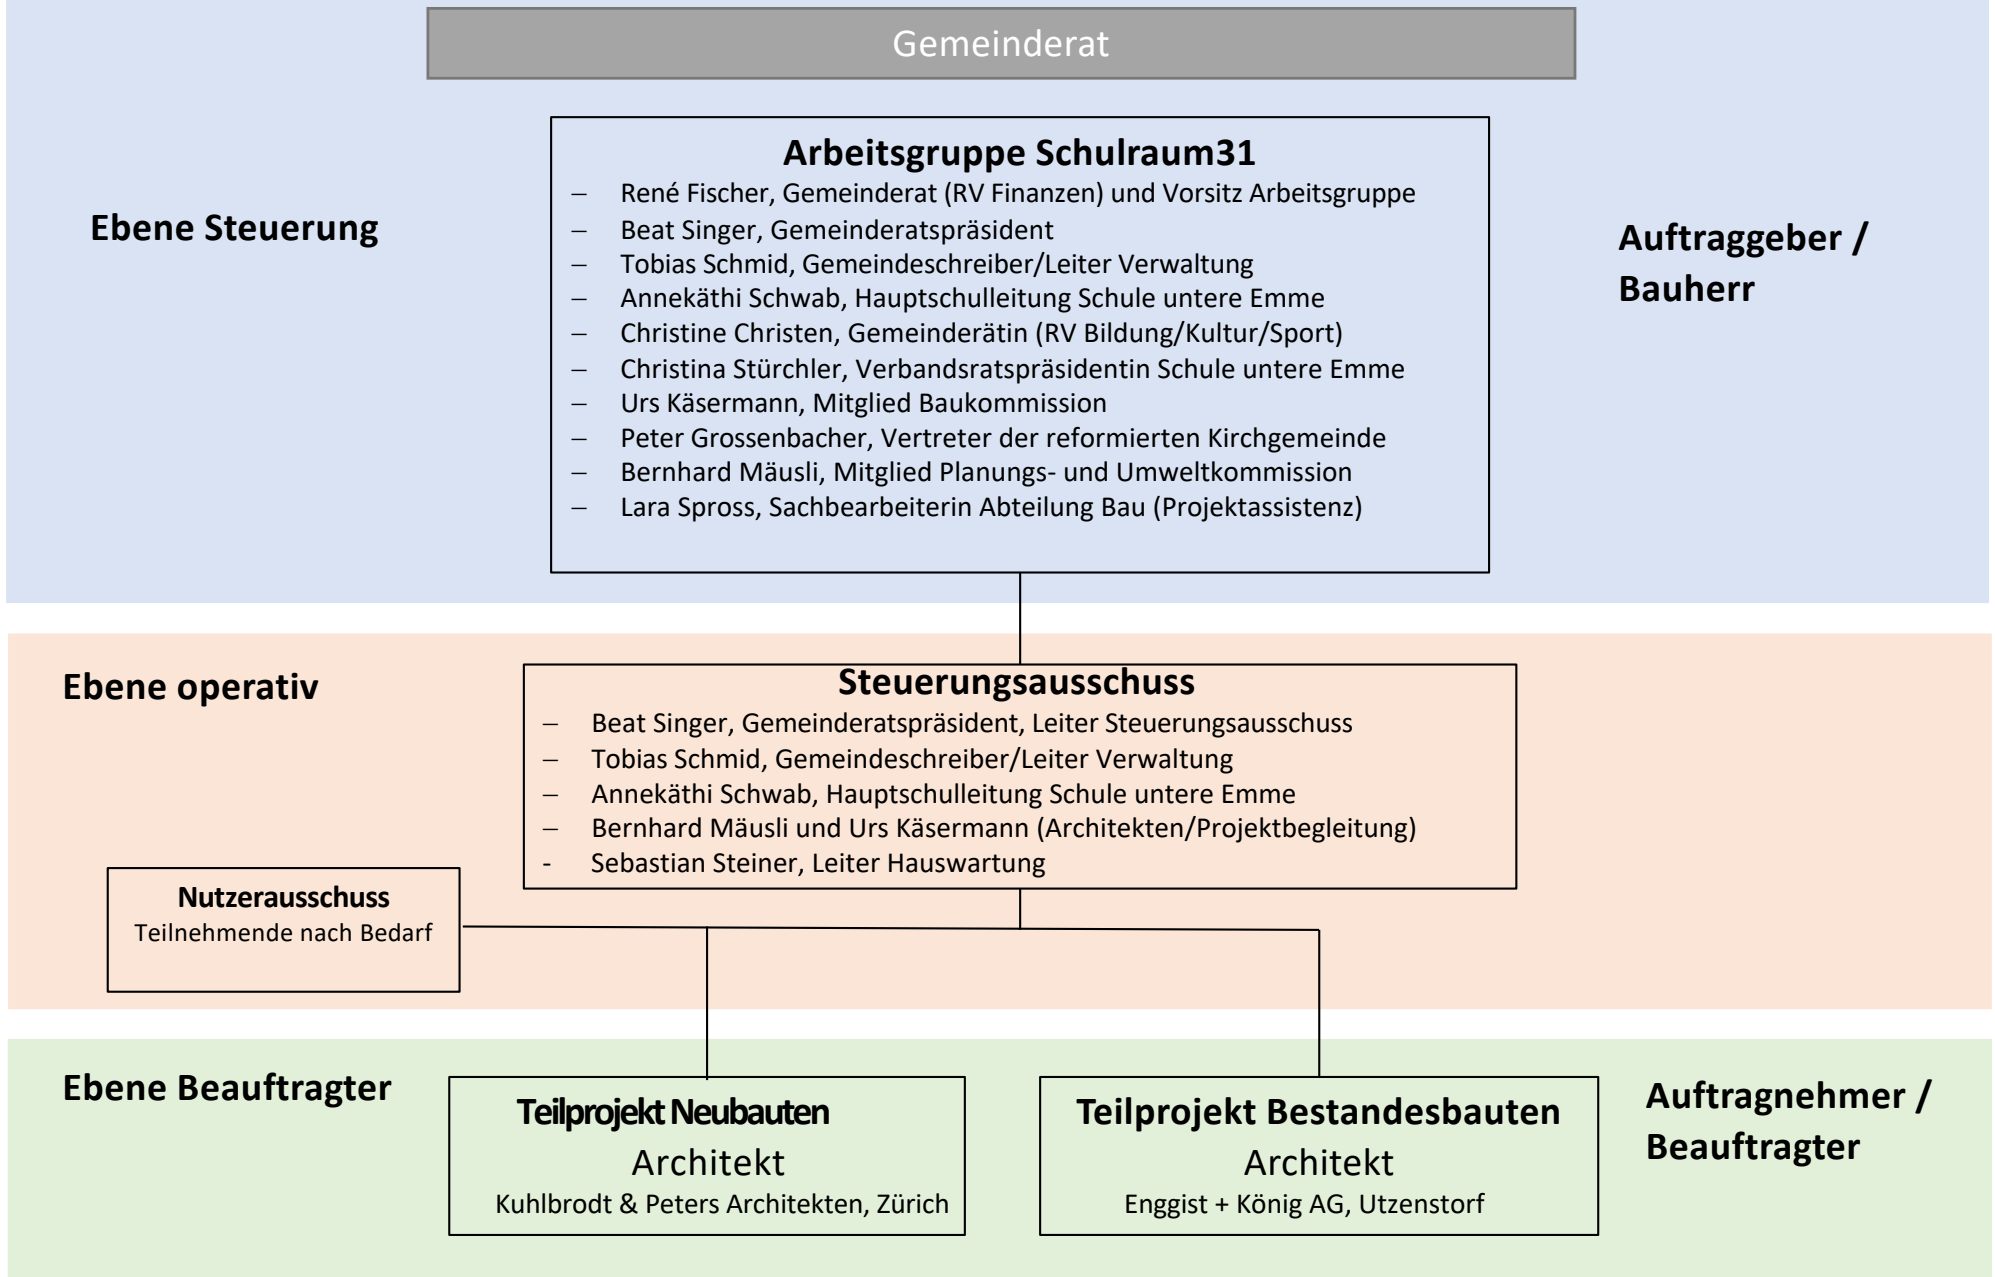 Gemeinderat
Arbeitsgruppe Schulraum31
– René Fischer, Gemeinderat (RV Finanzen) und Vorsitz Arbeitsgruppe
– Beat Singer, Gemeinderatspräsident
– Tobias Schmid, Gemeindeschreiber/Leiter Verwaltung
– Annekäthi Schwab, Hauptschulleitung Schule untere Emme
– Christine Christen, Gemeinderätin (RV Bildung/Kultur/Sport)
– Christina Stürchler, Verbandsratspräsidentin Schule untere Emme
– Urs Käsermann, Mitglied Baukommission
– Peter Grossenbacher, Vertreter der reformierten Kirchgemeinde
– Bernhard Mäusli, Mitglied Planungs- und Umweltkommission
– Lara Spross, Sachbearbeiterin Abteilung Bau (Projektassistenz)
Ebene Steuerung
Auftraggeber /
Bauherr
Ebene operativ
Steuerungsausschuss
– Beat Singer, Gemeinderatspräsident, Leiter Steuerungsausschuss
– Tobias Schmid, Gemeindeschreiber/Leiter Verwaltung
– Annekäthi Schwab, Hauptschulleitung Schule untere Emme
– Bernhard Mäusli und Urs Käsermann (Architekten/Projektbegleitung)
- Sebastian Steiner, Leiter Hauswartung
Nutzerausschuss
Teilnehmende nach Bedarf
Ebene Beauftragter
Teilprojekt Neubauten
Architekt
Kuhlbrodt & Peters Architekten, Zürich
Teilprojekt Bestandesbauten
Architekt
Enggist + König AG, Utzenstorf
Auftragnehmer /
Beauftragter